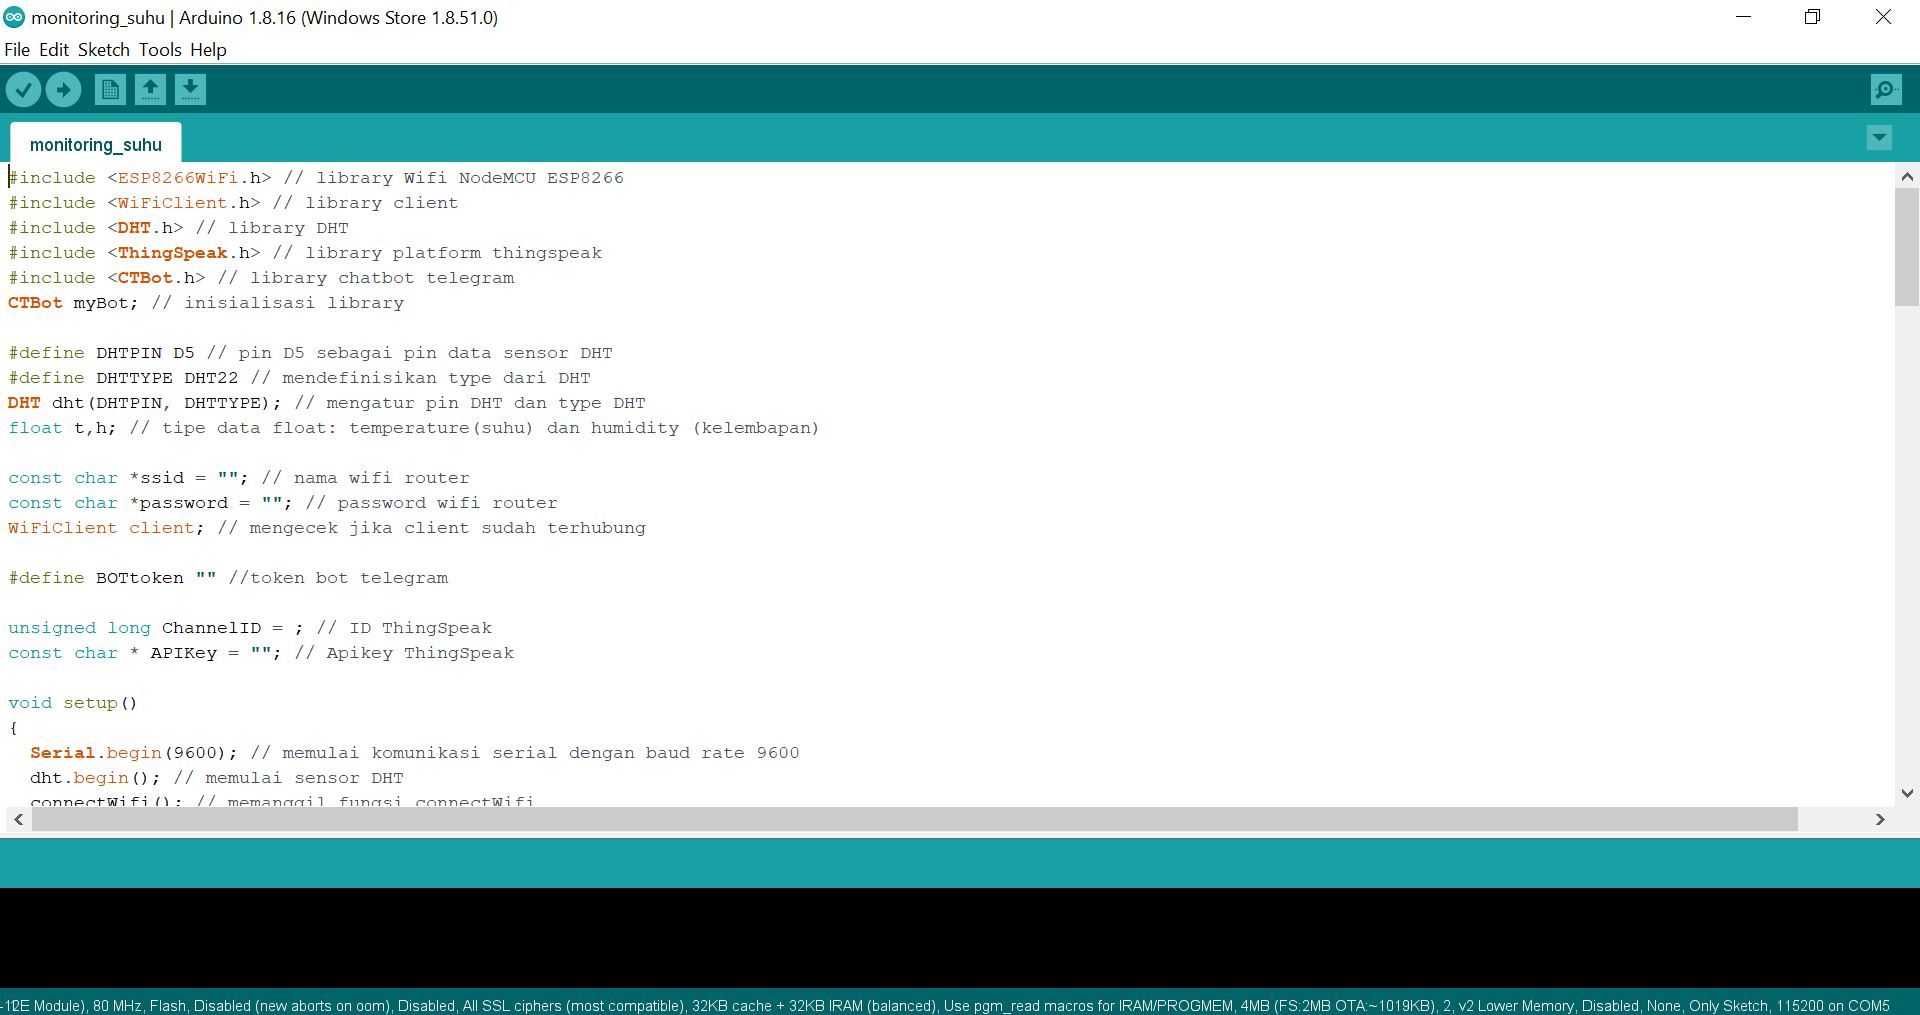 monitoring_suhu | Arduino 1.8.16 (Windows Store 1.8.51.0)
File Edit Sketch Tools Help
monitoring_suhu
#include <ESP8266WiFi.h> // library Wifi NodeMCU ESP8266
#include <WiFiClient.h> // library client
#include <DHT.h> // library DHT
#include <ThingSpeak.h> // library platform thingspeak
#include <CTBot.h> // library chatbot telegram
CTBot myBot; // inisialisasi library
#define DHTPIN D5 // pin D5 sebagai pin data sensor DHT
#define DHTTYPE DHT22 // mendefinisikan type dari DHT
DHT dht(DHTPIN, DHTTYPE); // mengatur pin DHT dan type DHT
float t,h; // tipe data float: temperature(suhu) dan humidity (kelembapan)
const char *ssid = ""; // nama wifi router
const char *password = ""; // password wifi router
WiFiClient client; // mengecek jika client sudah terhubung
#define BOTtoken "" //token bot telegram
unsigned long ChannelID = ; // ID ThingSpeak
const char * APIKey = ""; // Apikey ThingSpeak
void setup()
{
Serial.begin(9600); // memulai komunikasi serial dengan baud rate 9600
dht.begin(); // memulai sensor DHT
connectWifi(); // memanggil fungsi connectWifi
Module), 80 MHz, Flash, Disabled (new aborts on oom), Disabled, All SSL ciphers (most compatible), 32KB cache + 32KB IRAM (balanced), Use pgm_read macros for IRAM/PROGMEM, 4MB (FS:2MB OTA:~1019KB), 2, v2 Lower Memory, Disabled, None, Only Sketch, 115200 on COM5